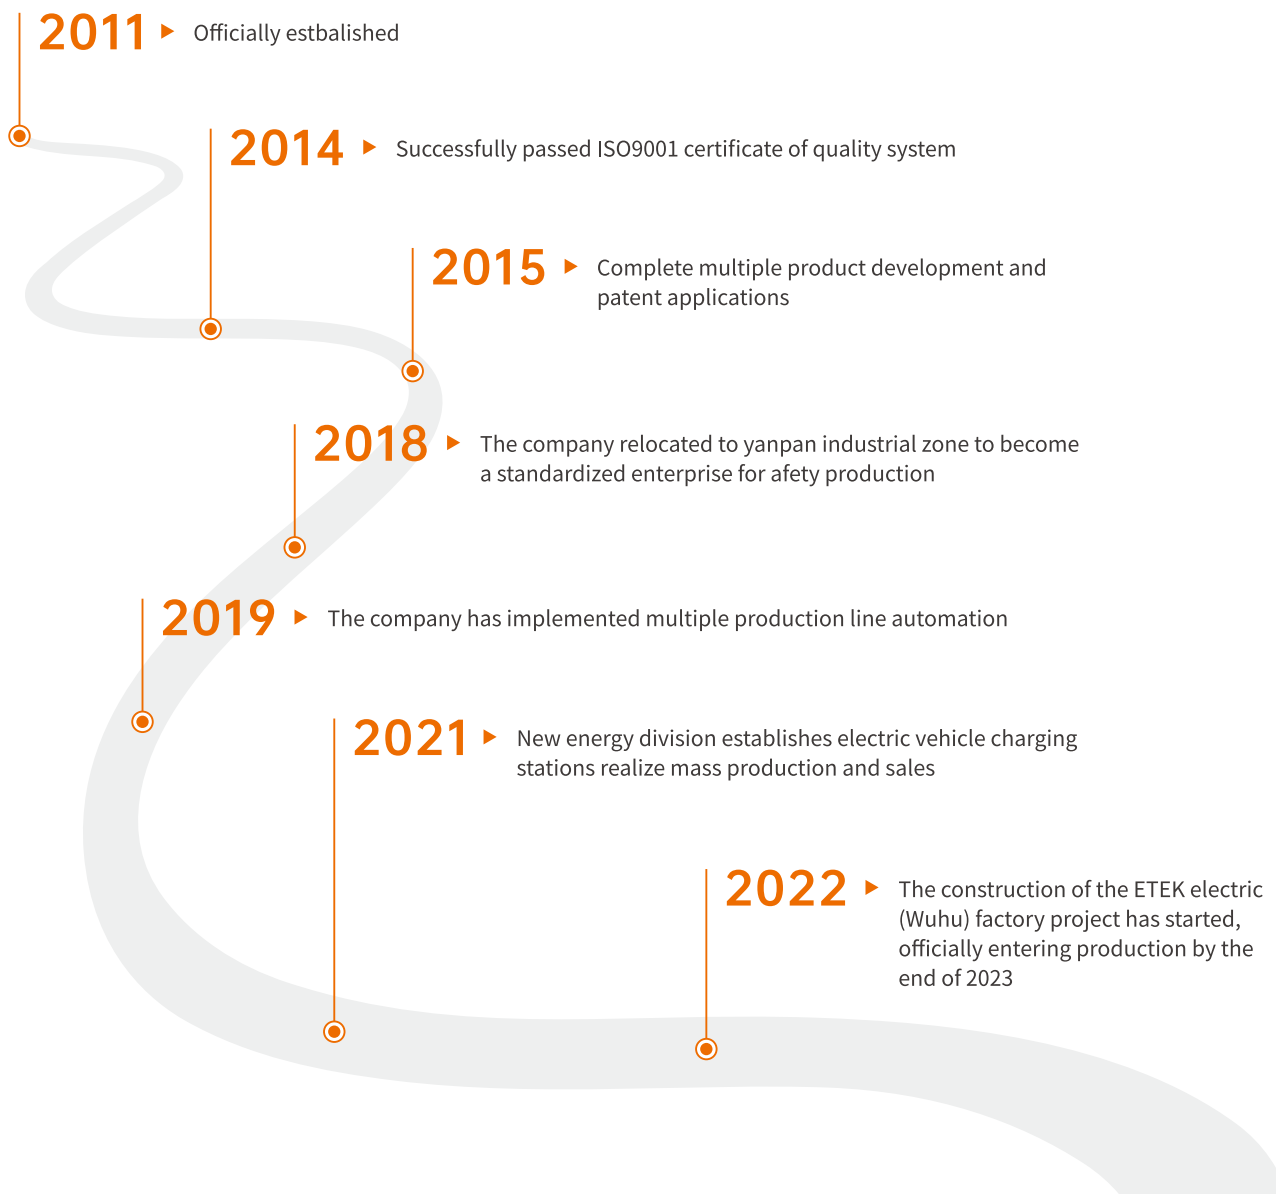 2011
Officially estbalished
2014
Successfully passed ISO9001 certificate of quality system
2015
Complete multiple product development and
patent applications
2018
The company relocated to yanpan industrial zone to become
a standardized enterprise for afety production
2019
The company has implemented multiple production line automation
2021
New energy division establishes electric vehicle charging
stations realize mass production and sales
2022
The construction of the ETEK electric
(Wuhu) factory project has started,
officially entering production by the
end of 2023